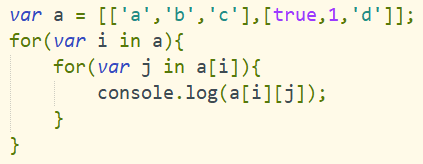 var a = [['a','b','c'],[true,1,'d']];
for(var i in a){
    for(var j in a[i]){
        console.log(a[i][j]);
    }
}